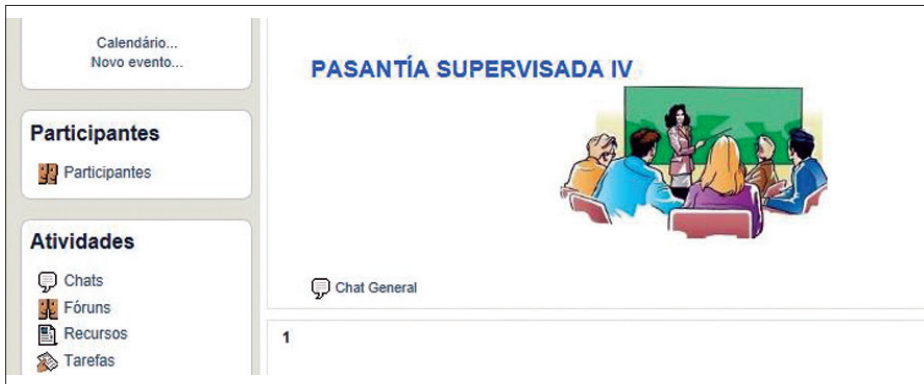 Calendário...
Novo evento...
Participantes
Participantes
Atividades
Chats
Fóruns
Recursos
Tarefas
PASANTÍA SUPERVISADA IV
Chat General
1